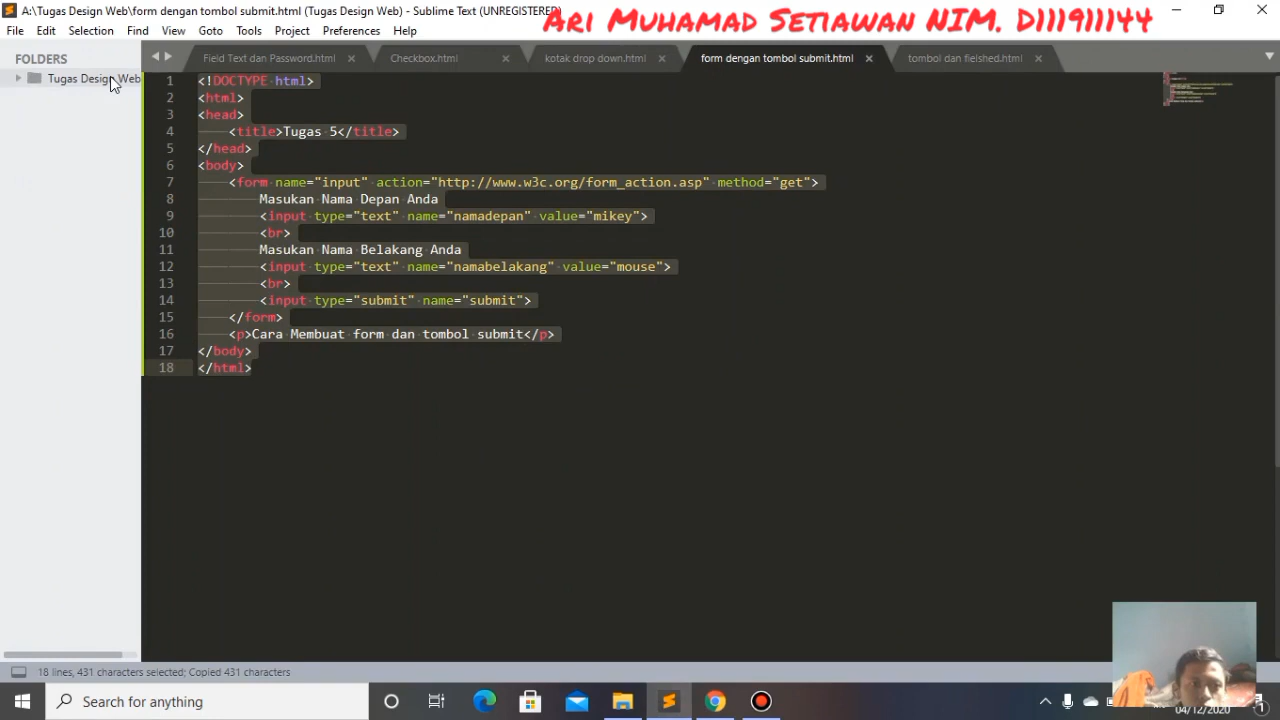 A:\Tugas Design Web\form dengan tombol submit.html (Tugas Design Web) - Sublime Text (UNREGISTERED)
Ari Muhamad Setiawan NIM. D111911144
File Edit Selection Find View Goto Tools Project Preferences Help
FOLDERS
Tugas Design Web
Field Text dan Password.html
Checkbox.html
kotak drop down.html
form dengan tombol submit.html
tombol dan fielshed.html
1 <!DOCTYPE html>
2 <html>
3 <head>
4 <title>Tugas 5</title>
5 </head>
6 <body>
7 <form name="input" action="http://www.w3c.org/form_action.asp" method="get">
8 Masukan Nama Depan Anda
9 <input type="text" name="namadepan" value="mikey">
10 <br>
11 Masukan Nama Belakang Anda
12 <input type="text" name="namabelakang" value="mouse">
13 <br>
14 <input type="submit" name="submit">
15 </form>
16 <p>Cara Membuat form dan tombol submit</p>
17 </body>
18 </html>
18 lines, 431 characters selected; Copied 431 characters
Search for anything
04/12/2020
1